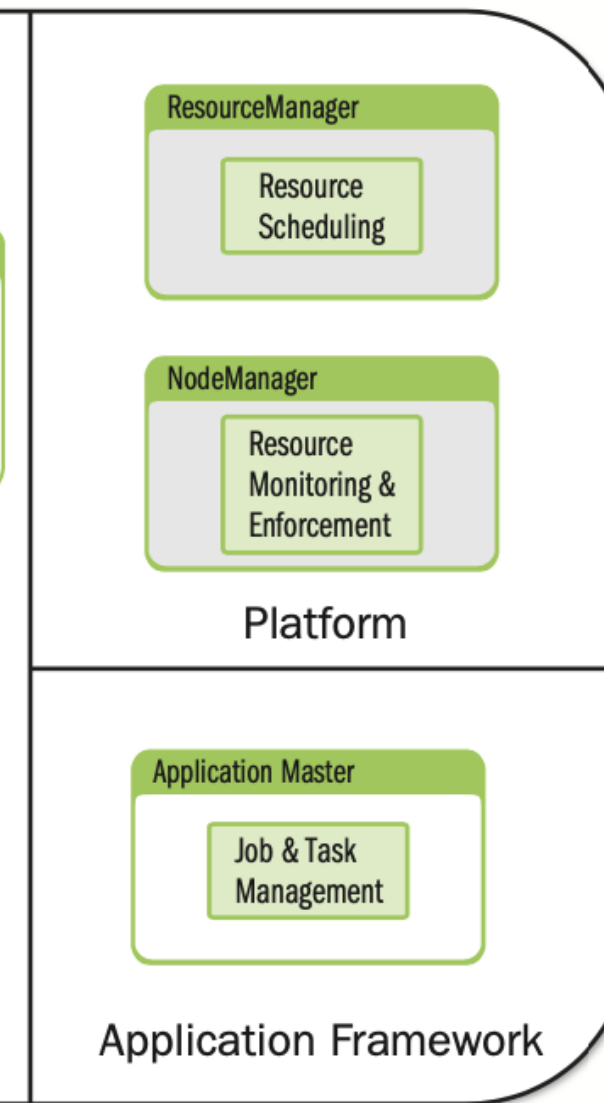 ResourceManager
Resource
Scheduling
NodeManager
Resource
Monitoring &
Enforcement
Platform
Application Master
Job & Task
Management
Application Framework